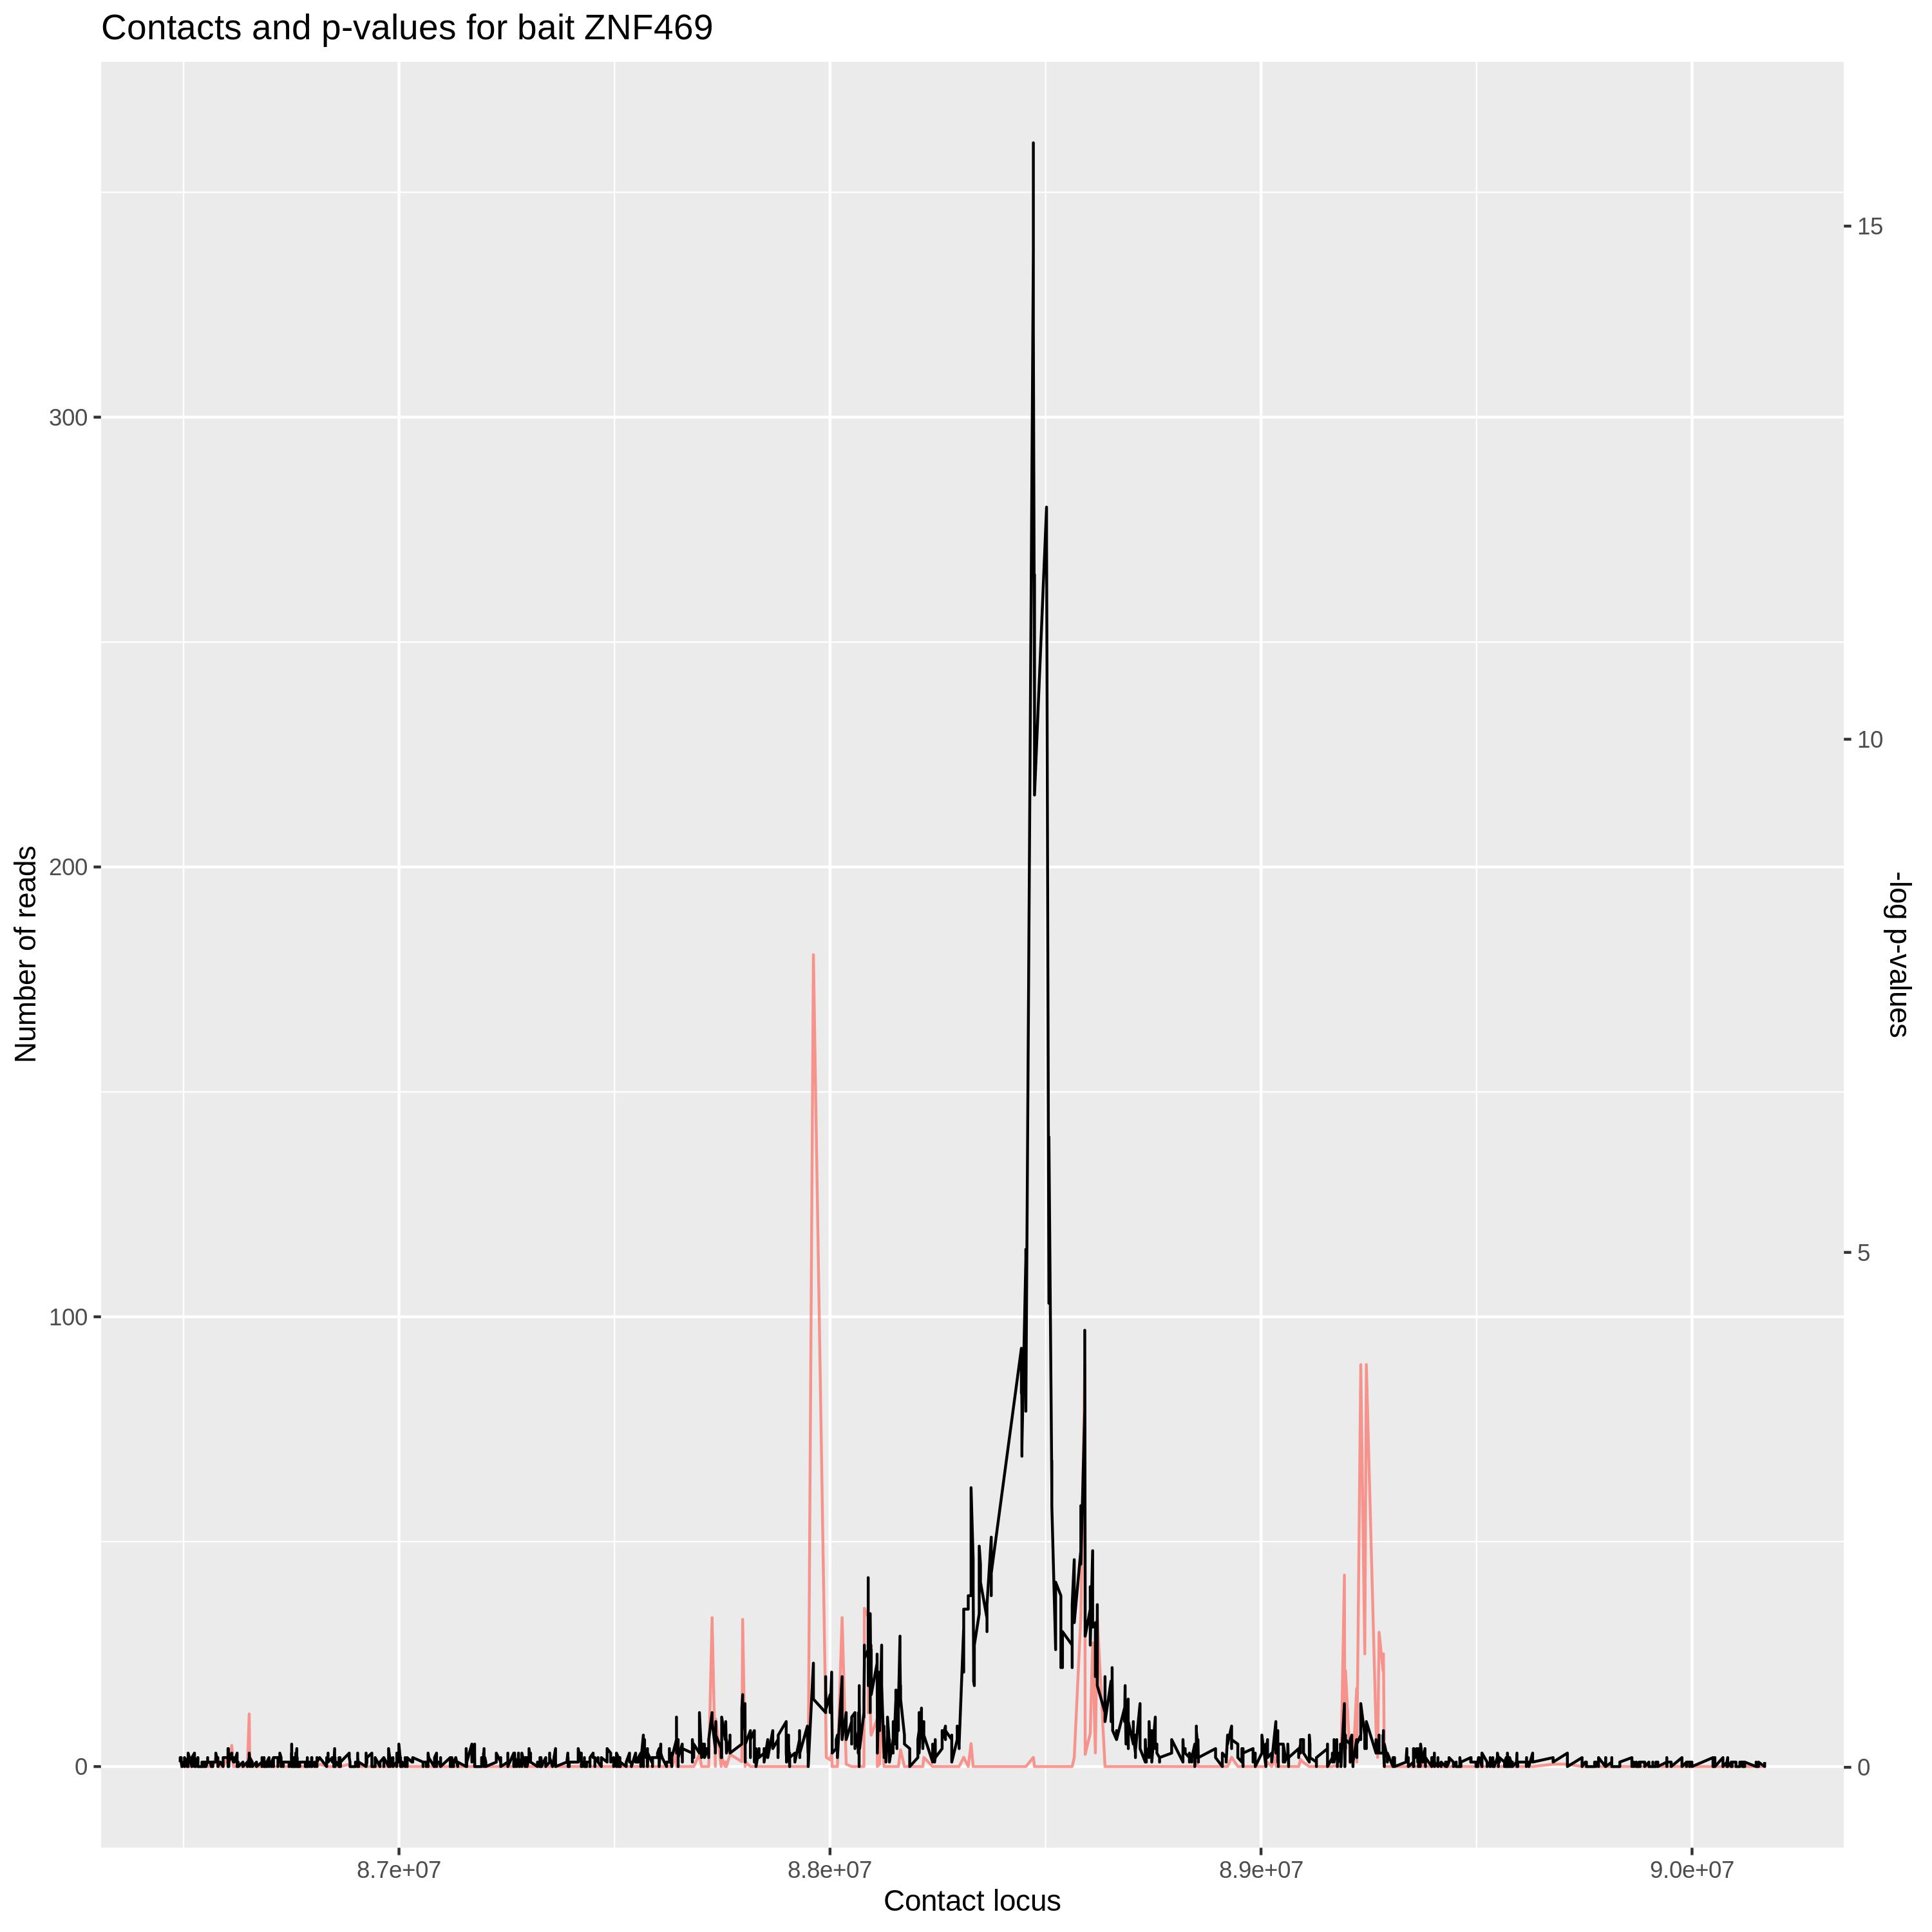 Contacts and p-values for bait ZNF469
Number of reads
300
200
100
0
15
10
5
0
-log p-values
8.7e+07 8.8e+07 8.9e+07 9.0e+07
Contact locus